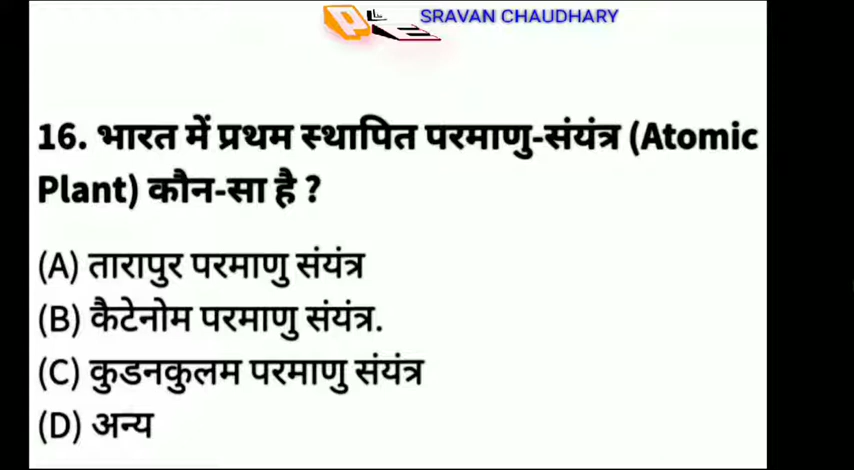 SRAVAN CHAUDHARY
16. भारत में प्रथम स्थापित परमाणु-संयंत्र (Atomic
Plant) कौन-सा है ?
(A) तारापुर परमाणु संयंत्र
(B) कैटेनोम परमाणु संयंत्र.
(C) कुडनकुलम परमाणु संयंत्र
(D) अन्य